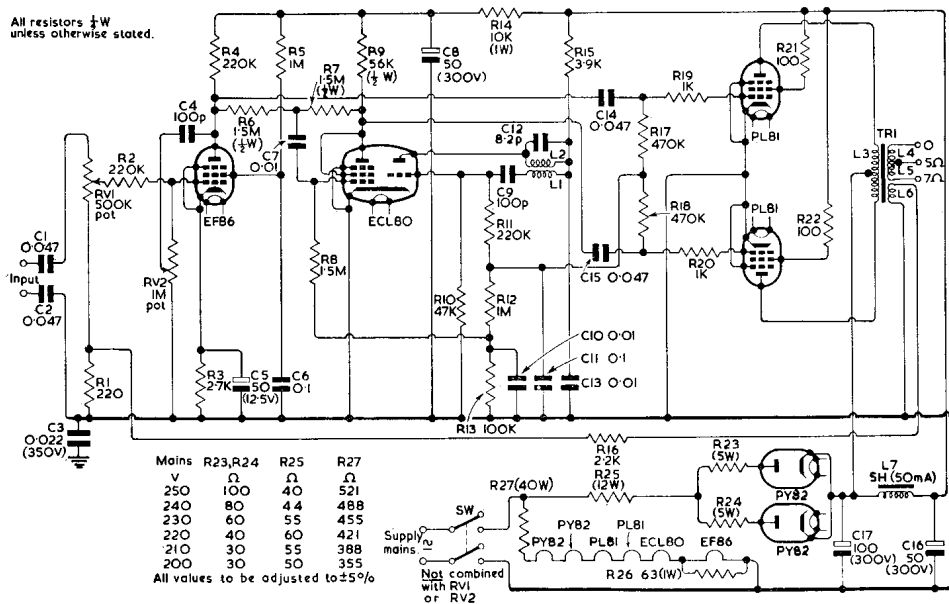 All resistors ½W
unless otherwise stated.
R4
220K
R5
1M
R7
1.5M
(½W)
R9
56K
(½W)
C8
50
(300V)
R14
10K
(1W)
R15
3.9K
R21
100
C4
100p
R6
1.5M
(½W)
C7
0.01
C12
8.2p
L2
L1
C14
0.047
R19
1K
R17
470K
PL81
R2
220K
RV1
500K
pot
EF86
ECL80
C9
100p
R11
220K
R18
470K
PL81
R22
100
TR1
L3
L4
L5
L6
0
5Ω
7Ω
C1
0.047
Input
C2
0.047
RV2
1M
pot
R8
1.5M
R10
47K
R12
1M
C15 0.047
R20
1K
R1
220
R3
2.7K
C5
50
(12.5V)
C6
0.1
C10 0.01
C11 0.1
C13 0.01
R13 100K
C3
0.022
(350V)
R16
2.2K
Mains R23,R24 R25 R27
V Ω Ω Ω
250 100 40 521
240 80 44 488
230 60 55 455
220 40 60 421
210 30 55 388
200 30 50 355
All values to be adjusted to ±5%
Supply
mains.
SW
Not combined
with RV1
or RV2
R27(40W)
R25
(12W)
R23
(5W)
R24
(5W)
PY82
PY82
L7
5H (50mA)
PY82
PY82
PL81
PL81
ECL80
EF86
R26 63(1W)
C17
100
(300V)
C16
50
(300V)